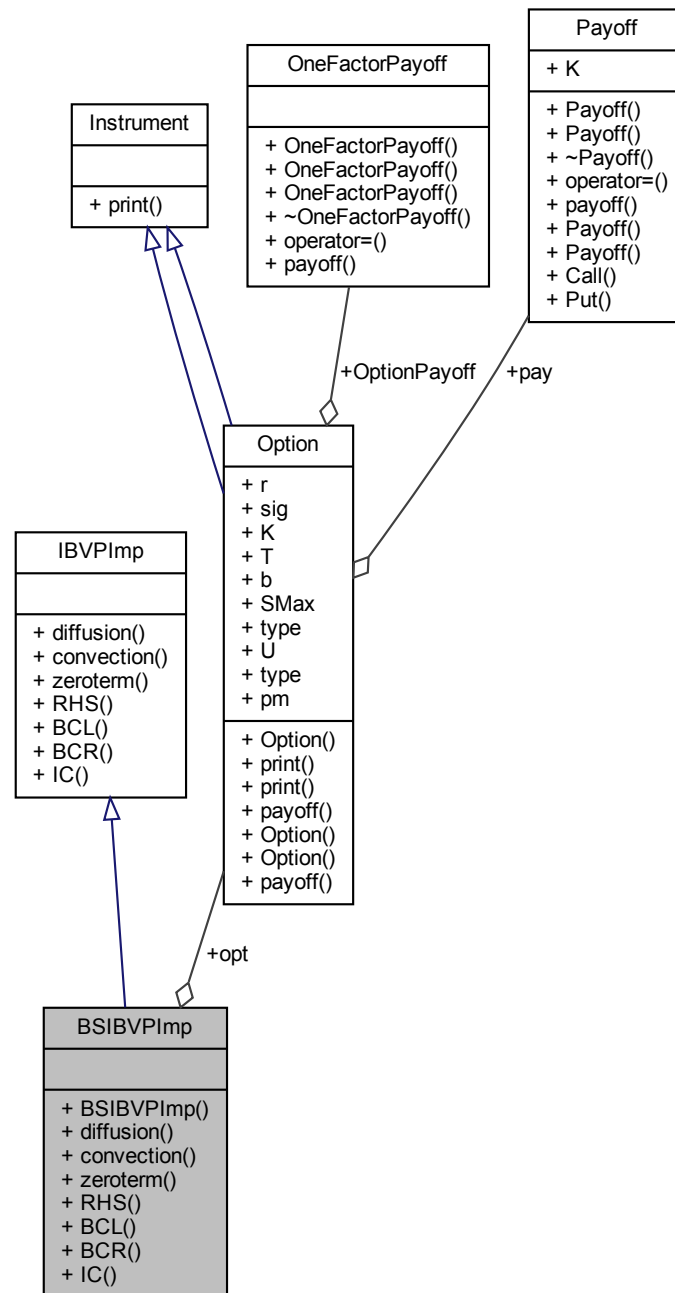 Payoff
+ K
+ Payoff()
+ Payoff()
+ ~Payoff()
+ operator=()
+ payoff()
+ Payoff()
+ Payoff()
+ Call()
+ Put()
OneFactorPayoff
+ OneFactorPayoff()
+ OneFactorPayoff()
+ OneFactorPayoff()
+ ~OneFactorPayoff()
+ operator=()
+ payoff()
Instrument
+ print()
+OptionPayoff
+pay
Option
+ r
+ sig
+ K
+ T
+ b
+ SMax
+ type
+ U
+ type
+ pm
+ Option()
+ print()
+ print()
+ payoff()
+ Option()
+ Option()
+ payoff()
IBVPImp
+ diffusion()
+ convection()
+ zeroterm()
+ RHS()
+ BCL()
+ BCR()
+ IC()
+opt
BSIBVPImp
+ BSIBVPImp()
+ diffusion()
+ convection()
+ zeroterm()
+ RHS()
+ BCL()
+ BCR()
+ IC()